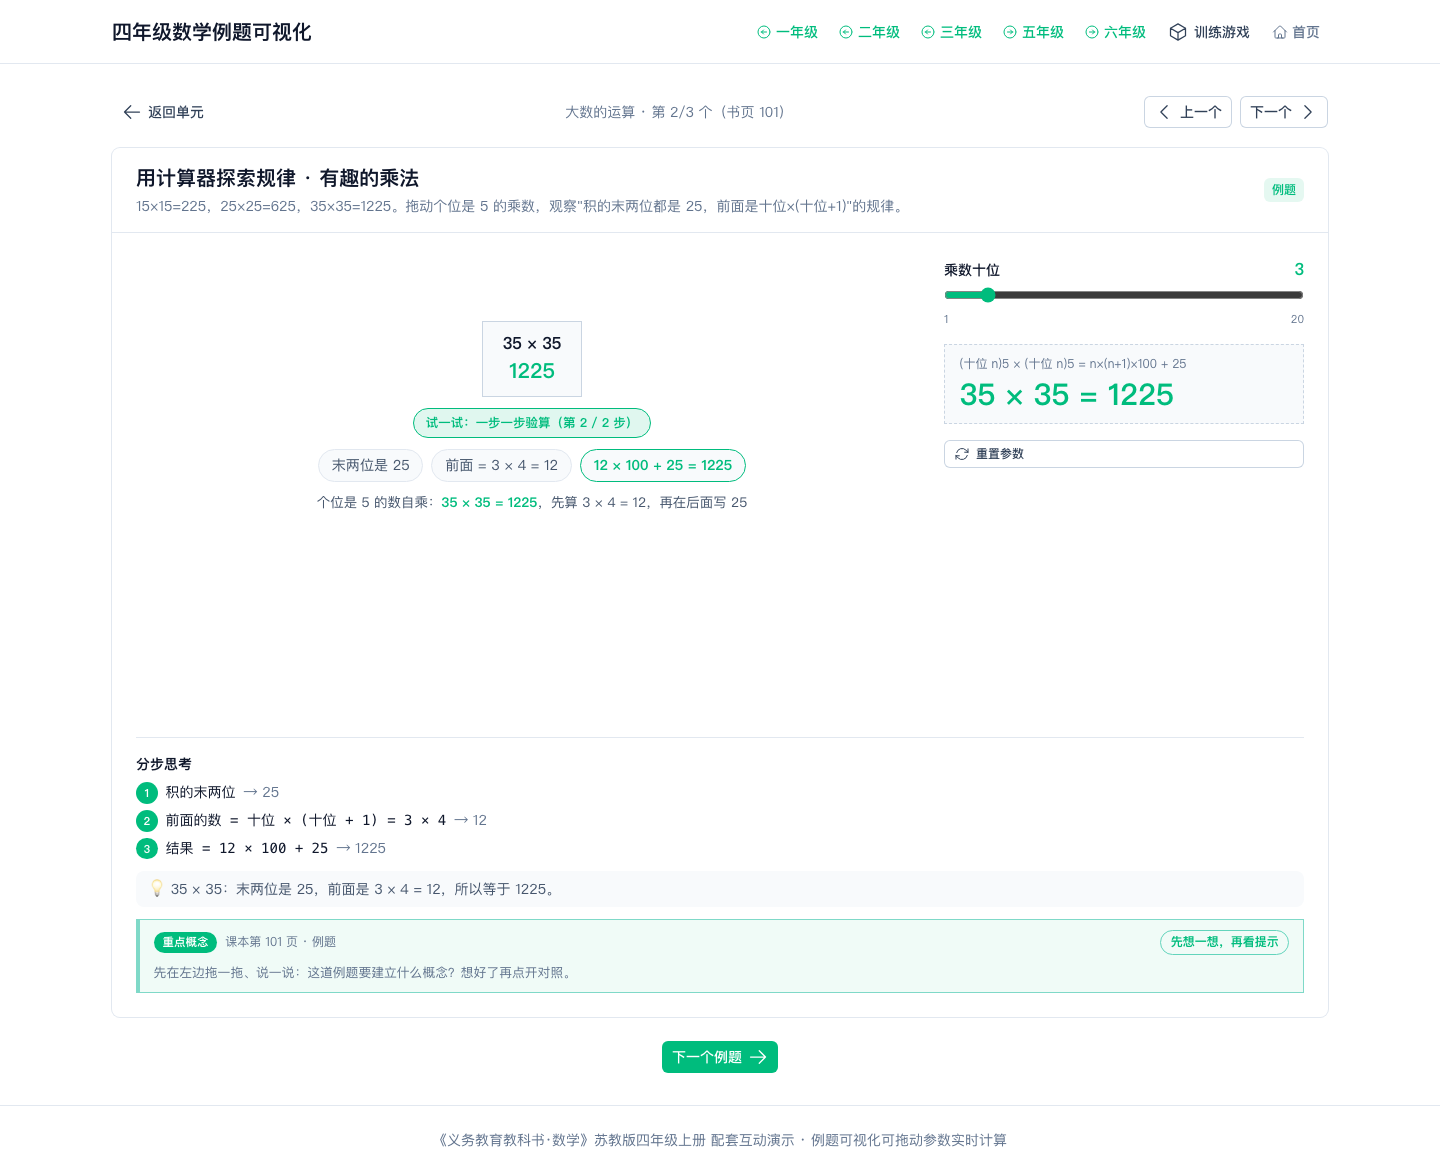 四年级数学例题可视化
一年级 二年级 三年级 五年级 六年级 训练游戏 首页
返回单元
大数的运算 · 第 2/3 个（书页 101）
上一个 下一个
用计算器探索规律 · 有趣的乘法
15×15=225，25×25=625，35×35=1225。拖动个位是 5 的乘数，观察"积的末两位都是 25，前面是十位×(十位+1)"的规律。
例题
35 × 35
1225
试一试：一步一步验算（第 2 / 2 步）
末两位是 25 前面 = 3 × 4 = 12 12 × 100 + 25 = 1225
个位是 5 的数自乘：35 × 35 = 1225，先算 3 × 4 = 12，再在后面写 25
乘数十位 3
1 20
(十位 n)5 × (十位 n)5 = n×(n+1)×100 + 25
35 × 35 = 1225
重置参数
分步思考
1 积的末两位 → 25
2 前面的数 = 十位 × (十位 + 1) = 3 × 4 → 12
3 结果 = 12 × 100 + 25 → 1225
💡 35 × 35：末两位是 25，前面是 3 × 4 = 12，所以等于 1225。
重点概念 课本第 101 页 · 例题
先想一想，再看提示
先在左边拖一拖、说一说：这道例题要建立什么概念？想好了再点开对照。
下一个例题 →
《义务教育教科书·数学》苏教版四年级上册 配套互动演示 · 例题可视化可拖动参数实时计算